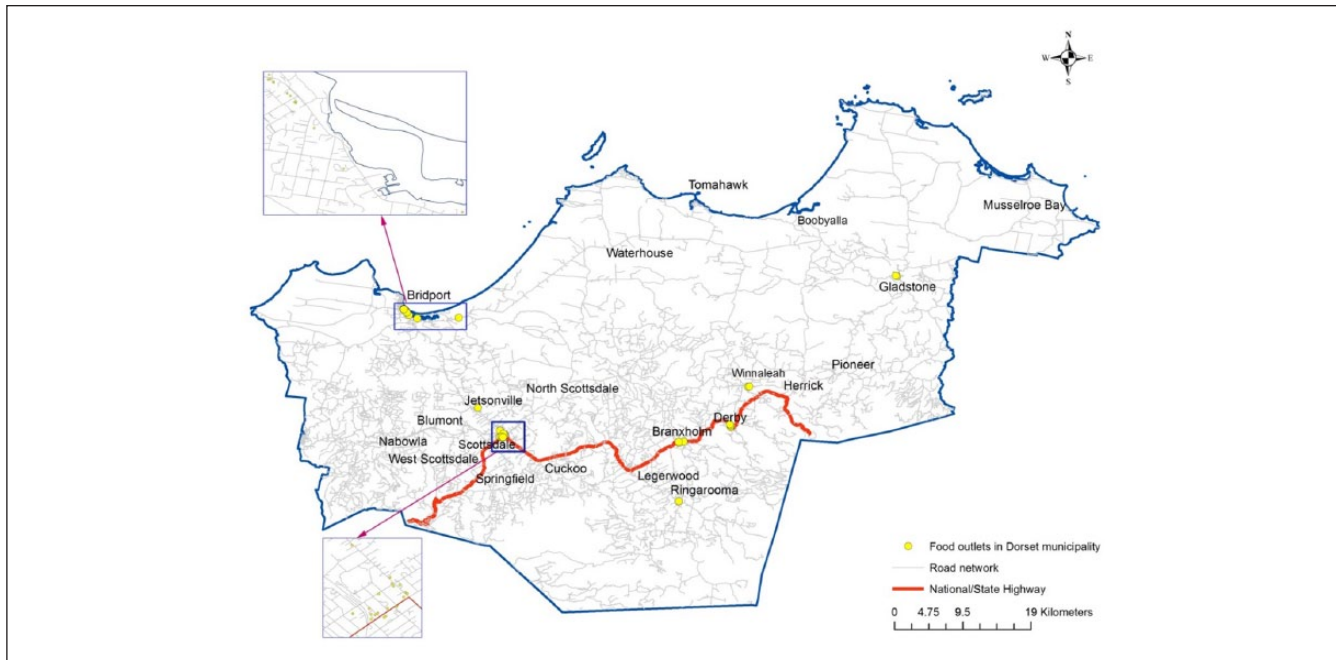 N
W E
S
Tomahawk
Musselroe Bay
Boobyalla
Waterhouse
Gladstone
Bridport
Pioneer
Winnaleah
Herrick
North Scottsdale
Jetsonville
Blumont
Derby
Branxholm
Nabowla
Scottsdale
West Scottsdale
Cuckoo
Springfield
Legerwood
Ringarooma
Food outlets in Dorset municipality
Road network
National/State Highway
0 4.75 9.5 19 Kilometers